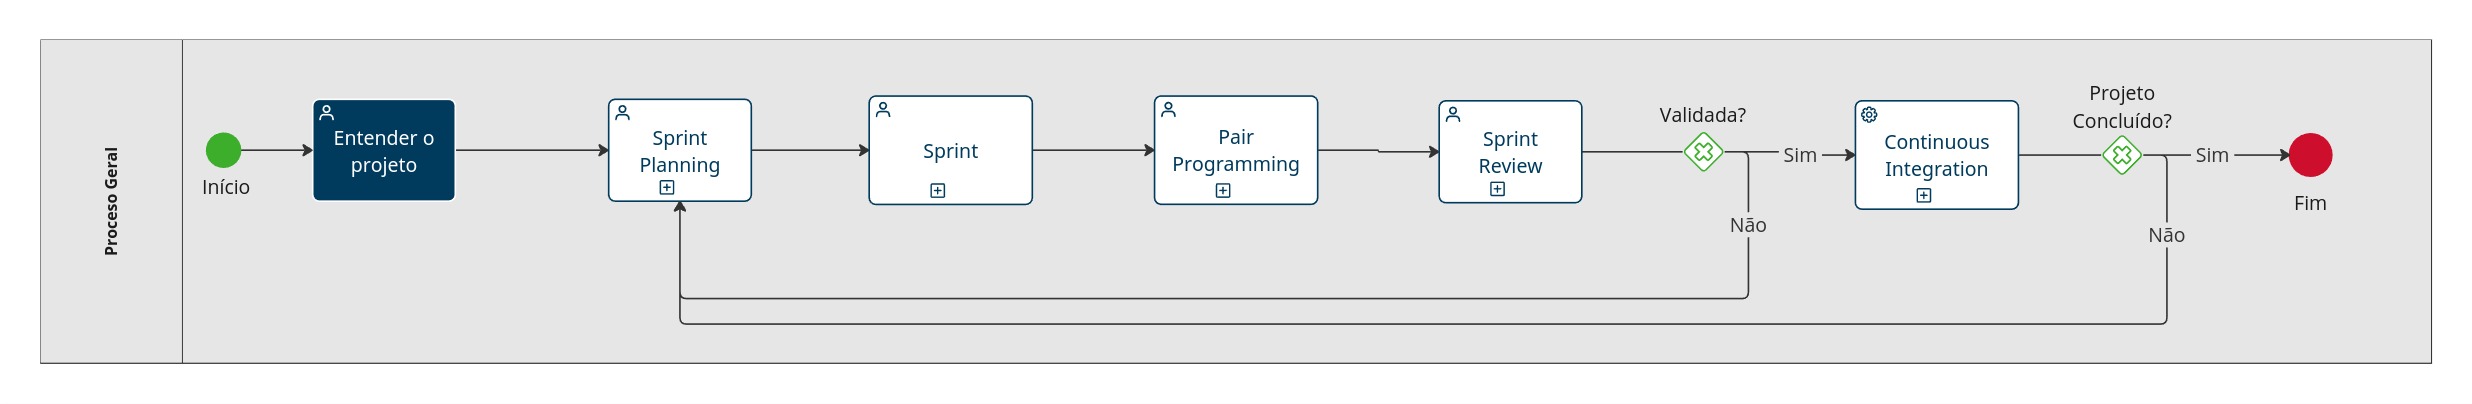 Proceso Geral
Início
Entender o
projeto
Sprint
Planning
Sprint
Pair
Programming
Sprint
Review
Validada?
Sim
Não
Continuous
Integration
Projeto
Concluído?
Sim
Não
Fim